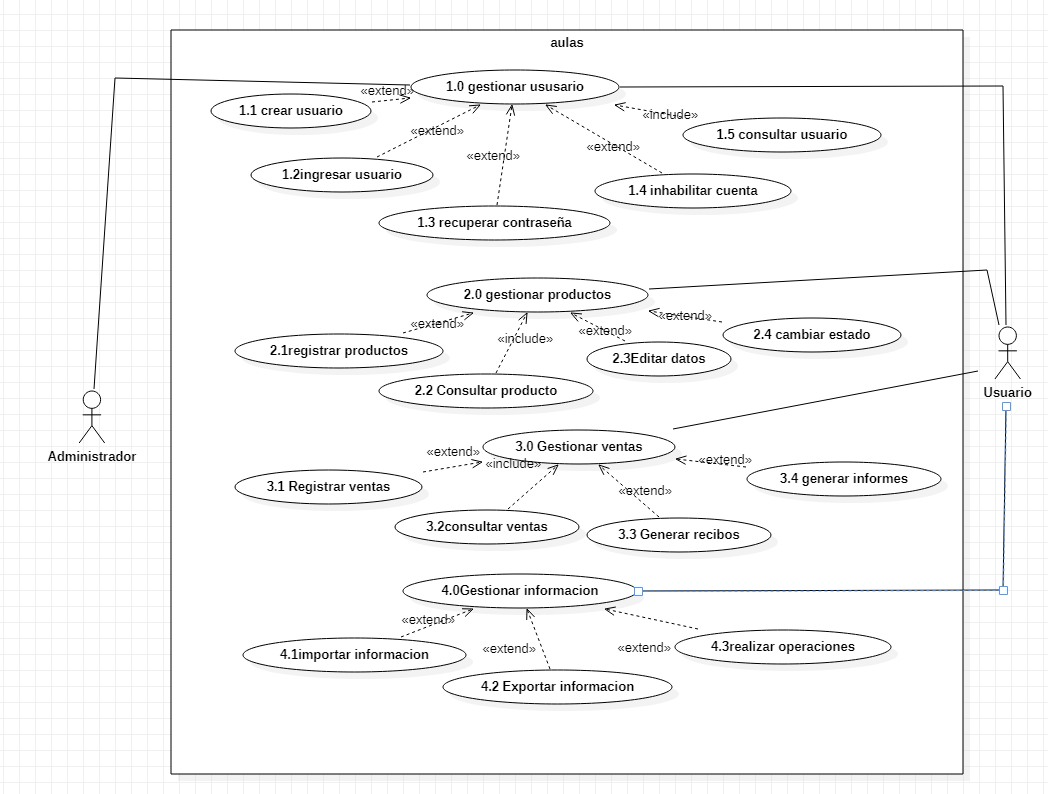 aulas
1.0 gestionar ususario
«extend»
1.1 crear usuario
«include»
«extend»
1.5 consultar usuario
«extend»
«extend»
1.2ingresar usuario
1.4 inhabilitar cuenta
1.3 recuperar contraseña
2.0 gestionar productos
«extend»
«extend»
«extend»
«include»
2.4 cambiar estado
2.1registrar productos
2.3Editar datos
2.2 Consultar producto
Usuario
3.0 Gestionar ventas
«extend»
Administrador
«include»
«extend»
3.1 Registrar ventas
3.4 generar informes
«extend»
3.2consultar ventas
3.3 Generar recibos
4.0Gestionar informacion
«extend»
4.1importar informacion
«extend»
«extend»
4.3realizar operaciones
4.2 Exportar informacion